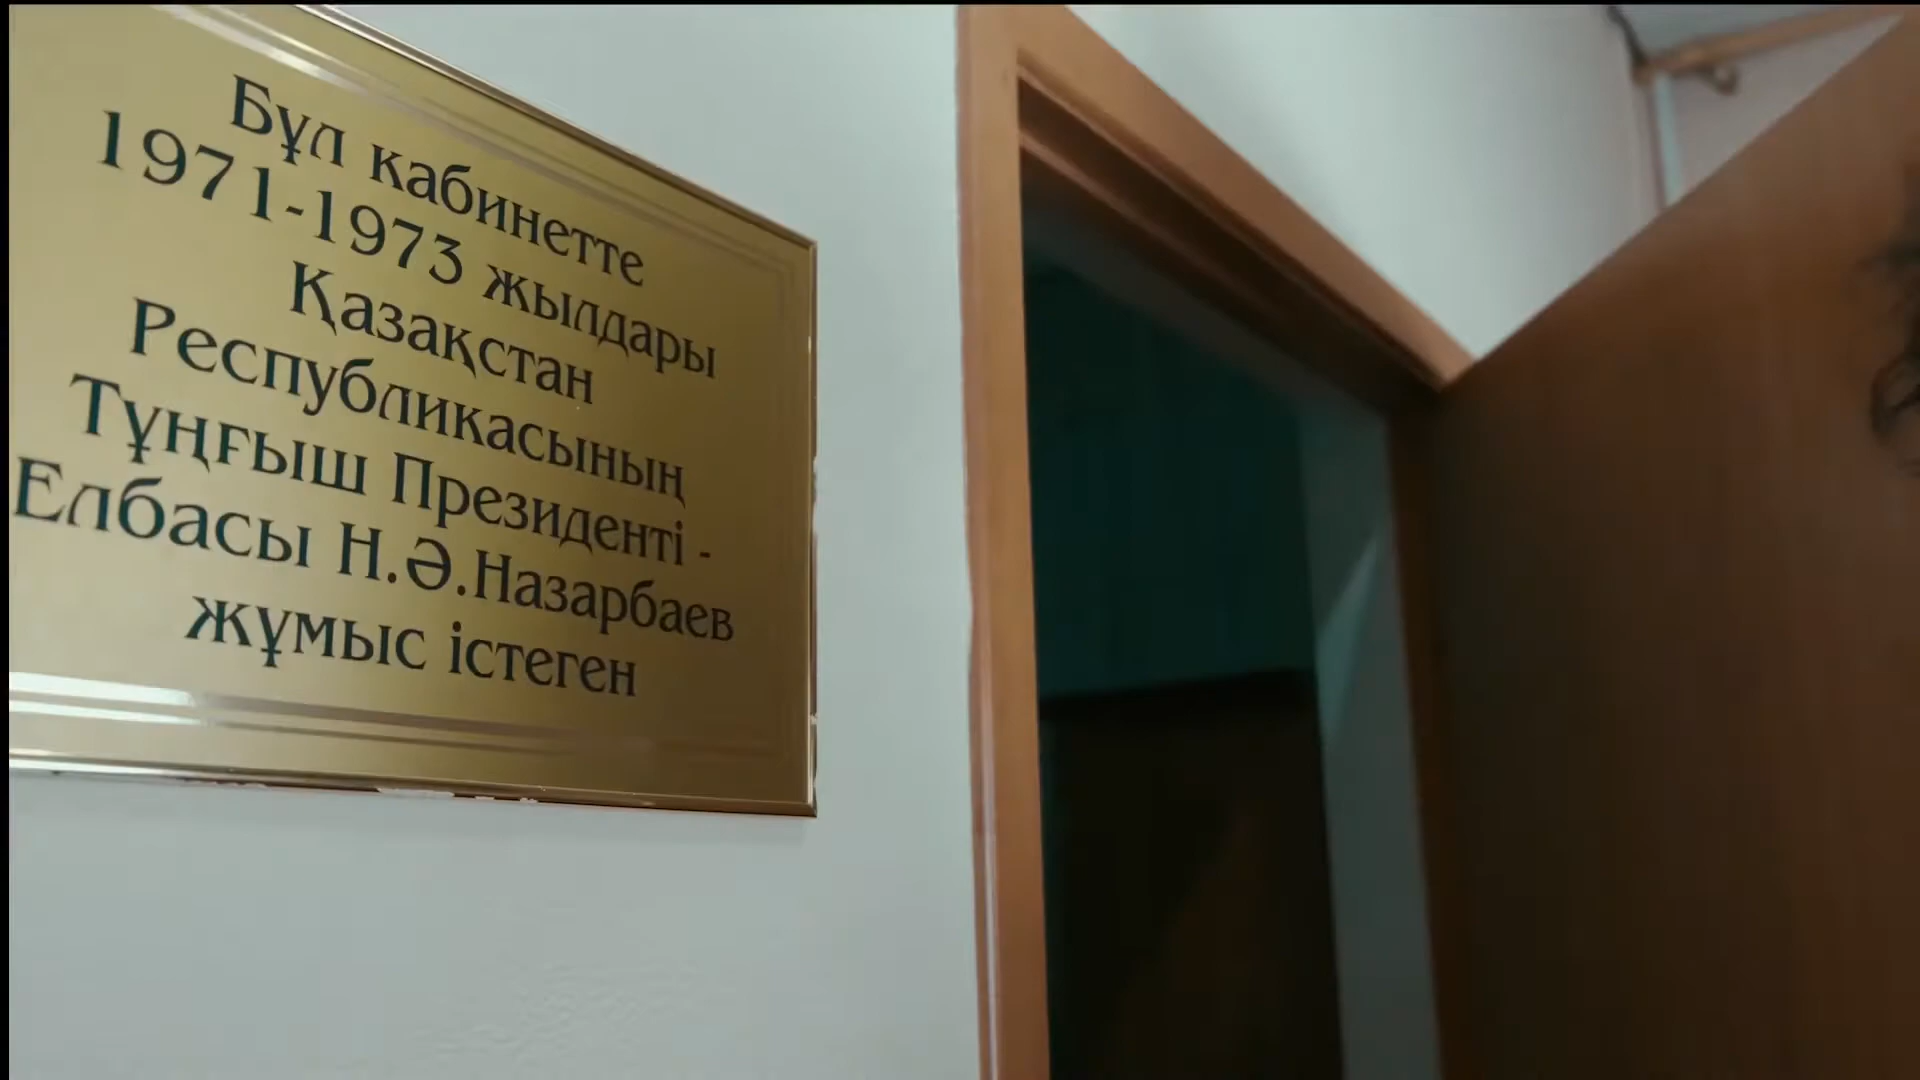 Бұл кабинетте
1971-1973 жылдары
Қазақстан
Республикасының
Тұңғыш Президенті -
Елбасы Н.Ә.Назарбаев
жұмыс істеген